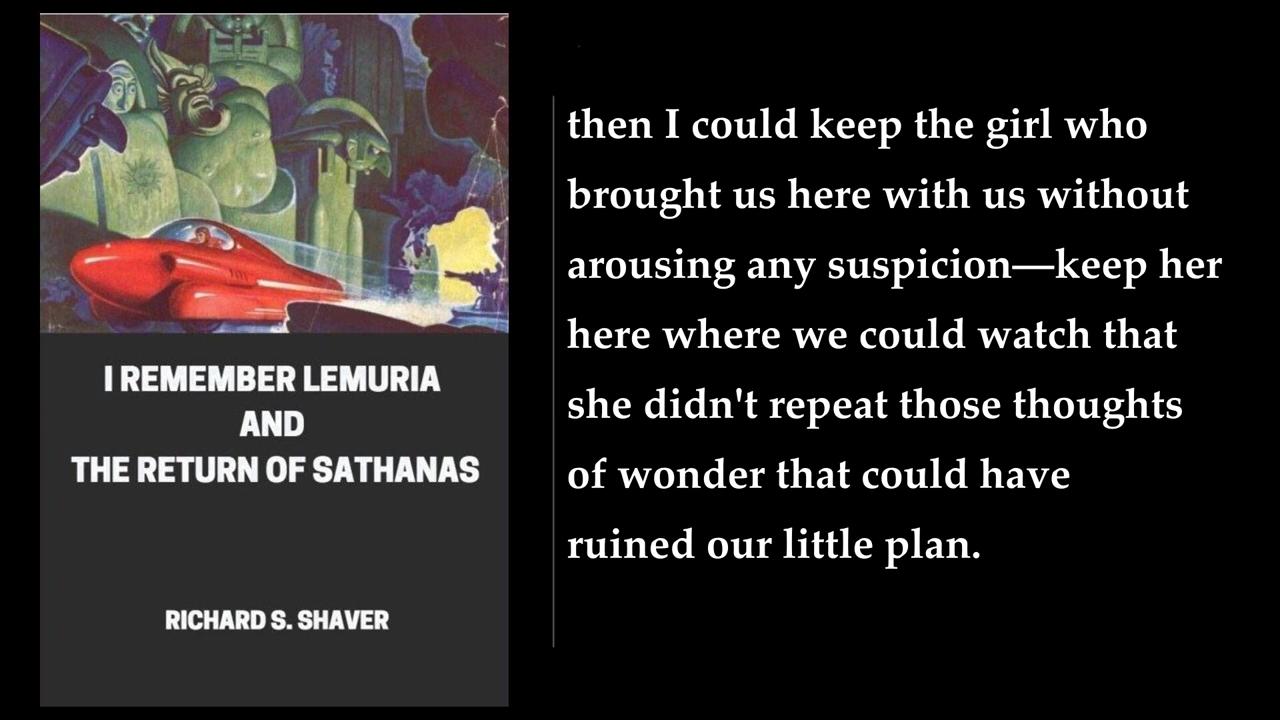 I REMEMBER LEMURIA
AND
THE RETURN OF SATHANAS
RICHARD S. SHAVER
then I could keep the girl who
brought us here with us without
arousing any suspicion—keep her
here where we could watch that
she didn't repeat those thoughts
of wonder that could have
ruined our little plan.